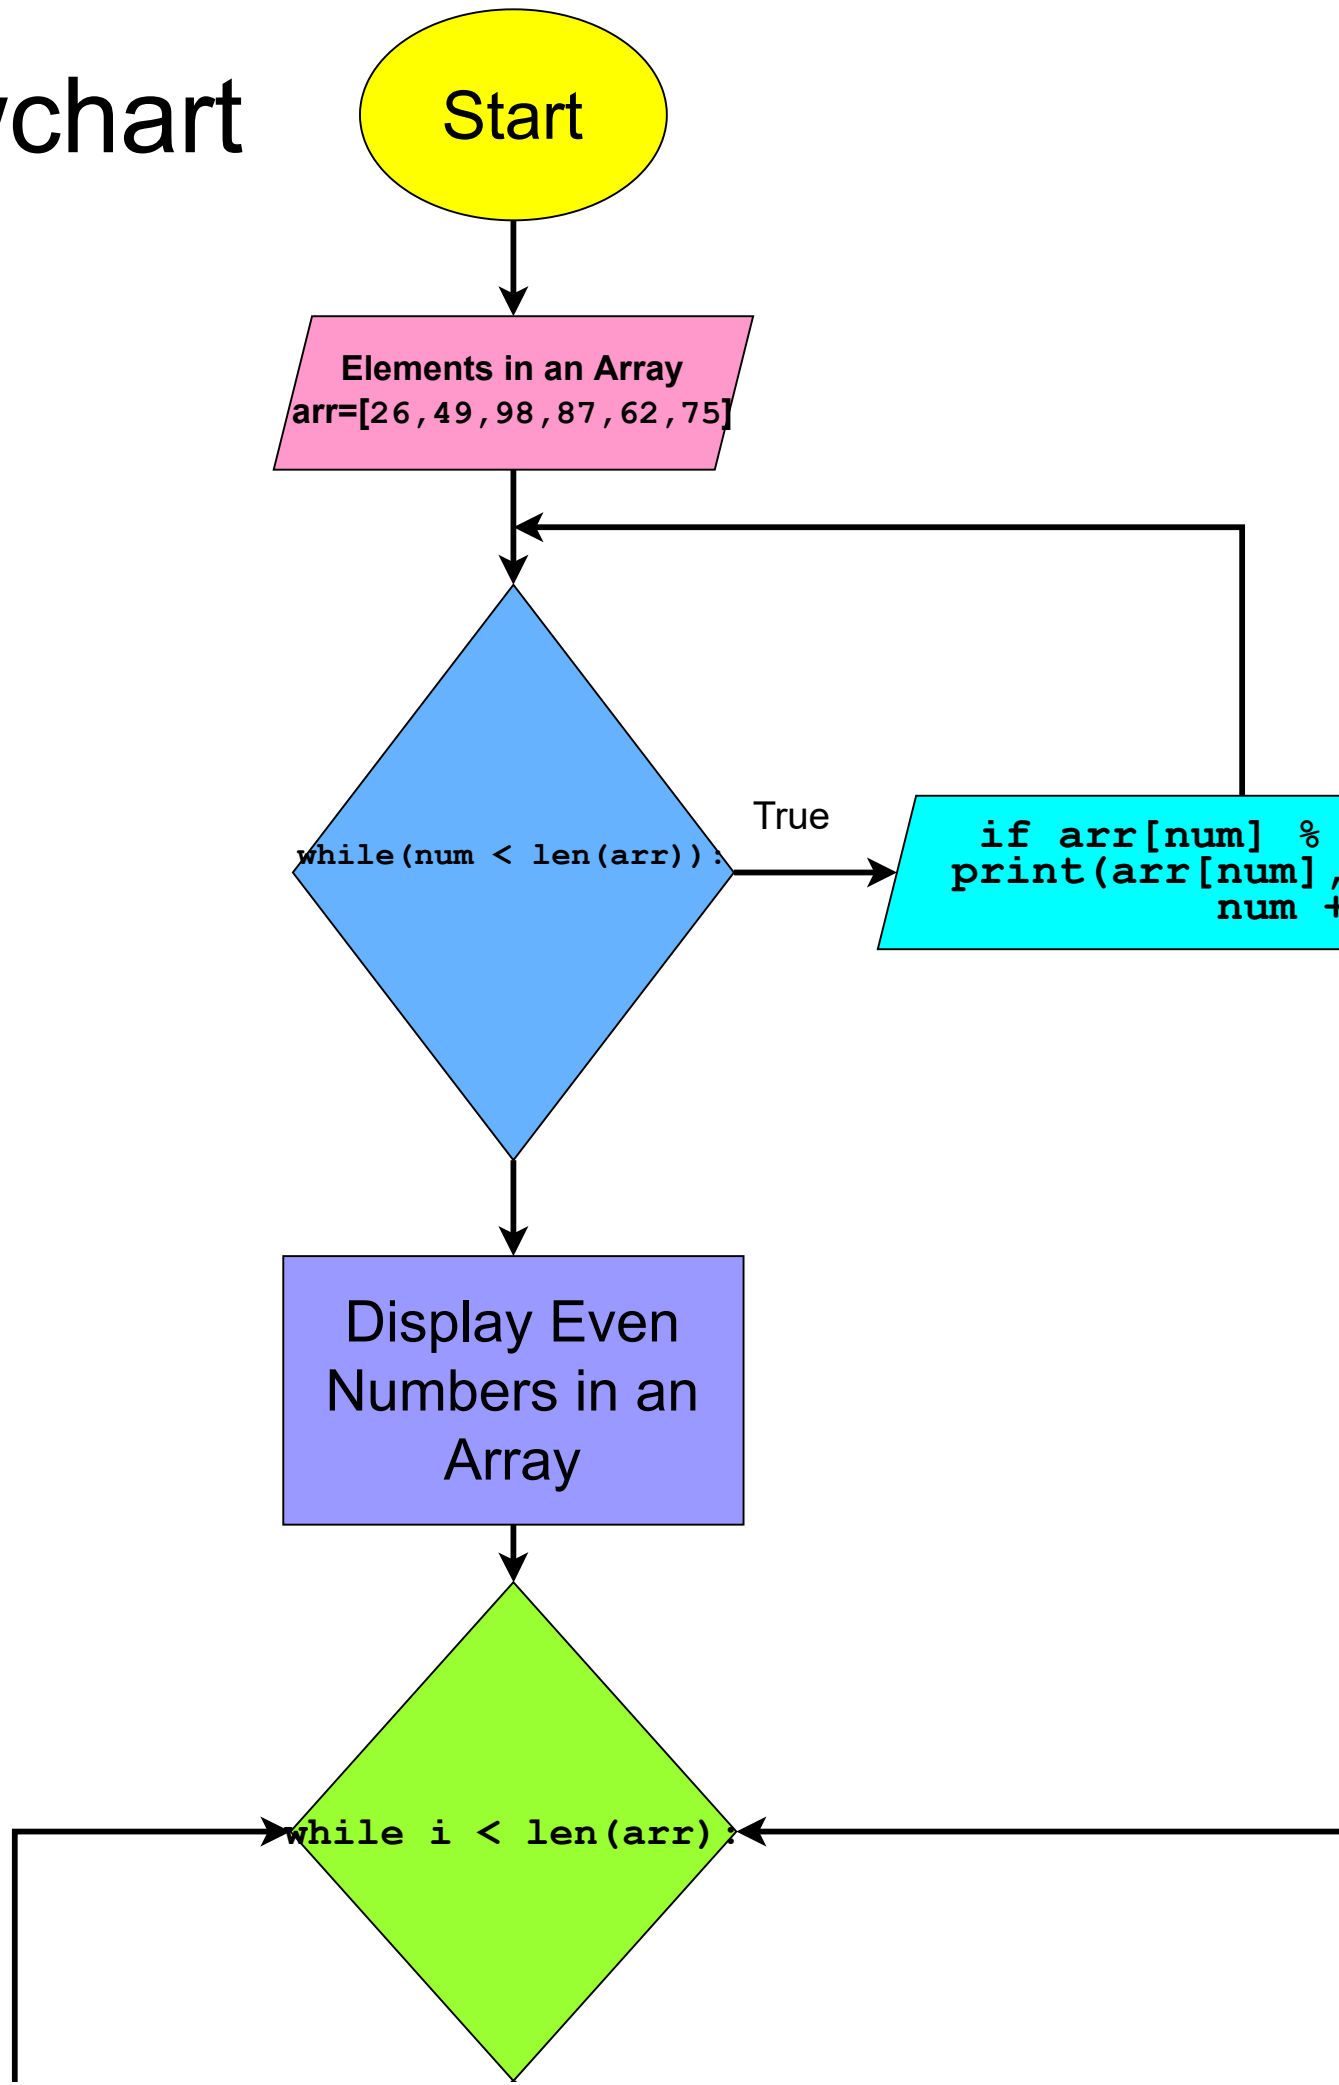 chart
Start
Elements in an Array
arr=[26,49,98,87,62,75]
while(num < len(arr)):
True
if arr[num] %
print(arr[num],
num +
Display Even
Numbers in an
Array
while i < len(arr):